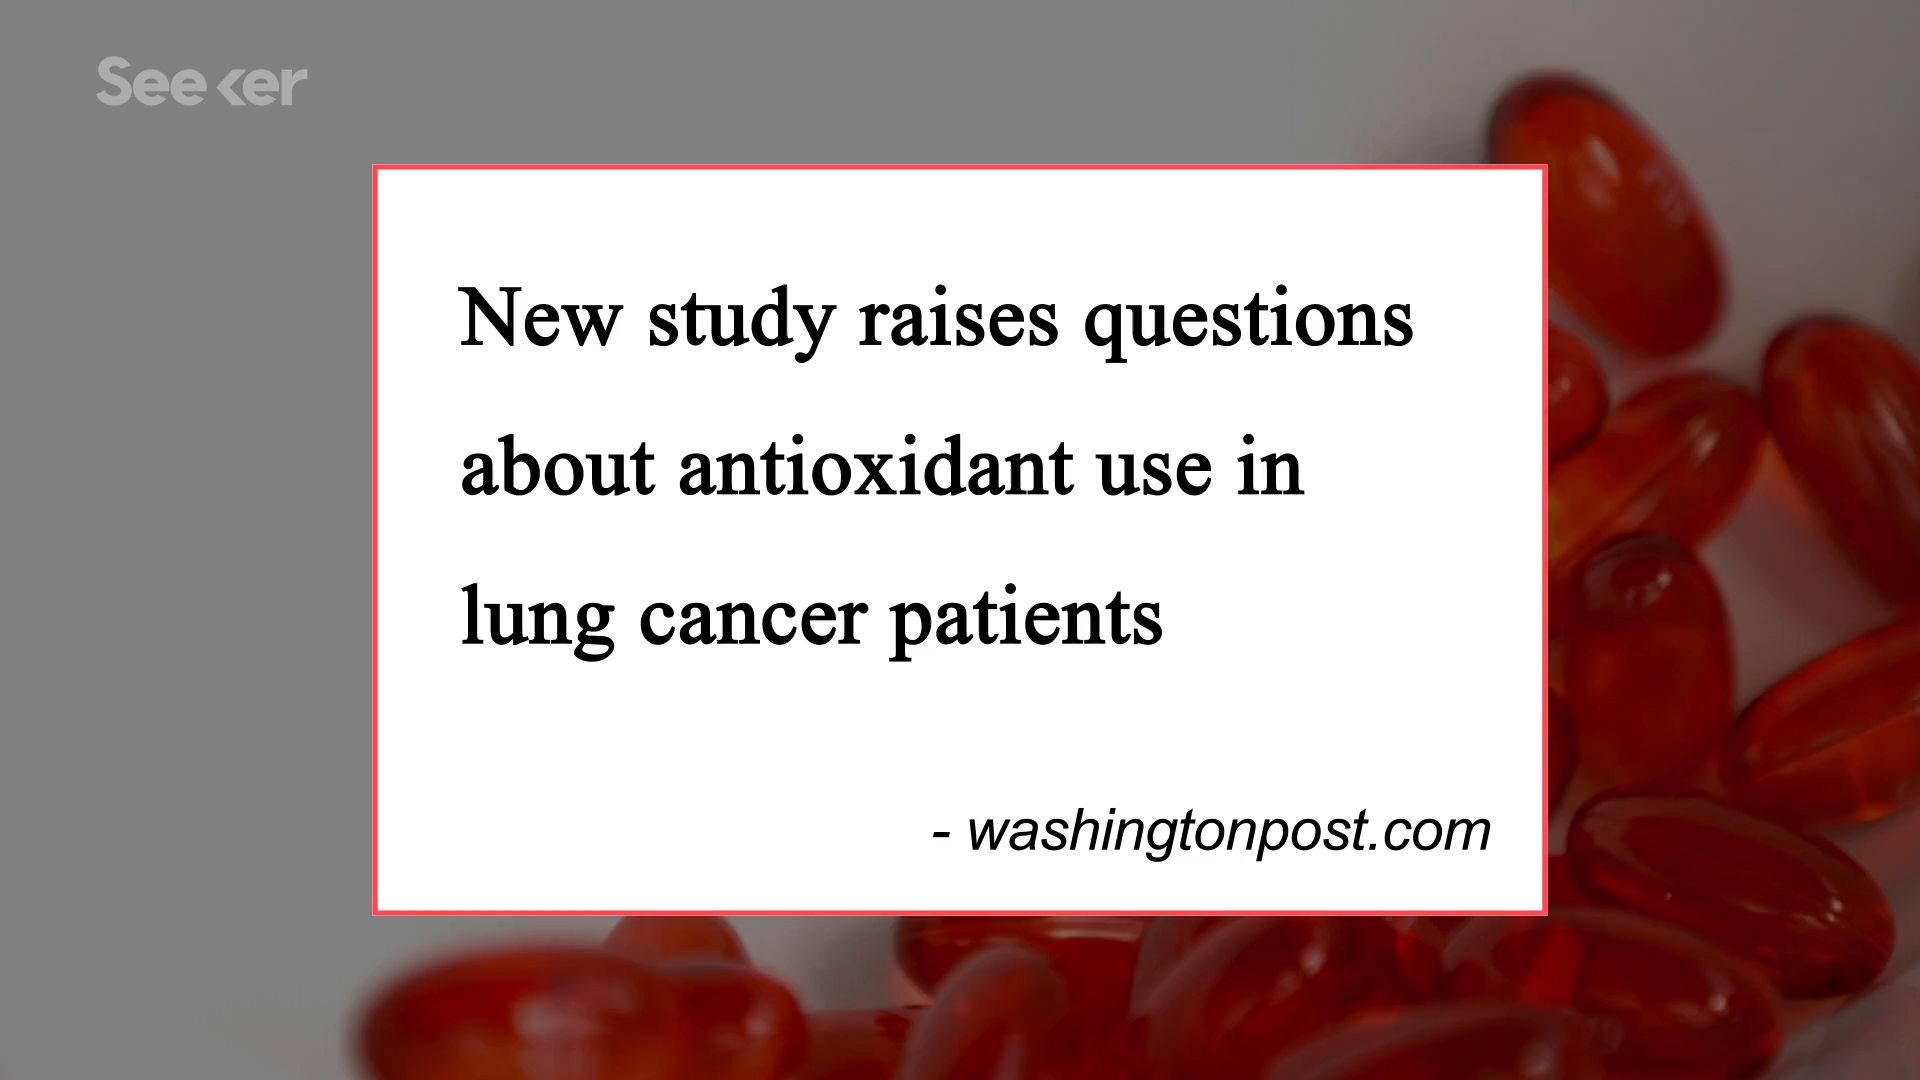 Seeker
New study raises questions
about antioxidant use in
lung cancer patients
- washingtonpost.com